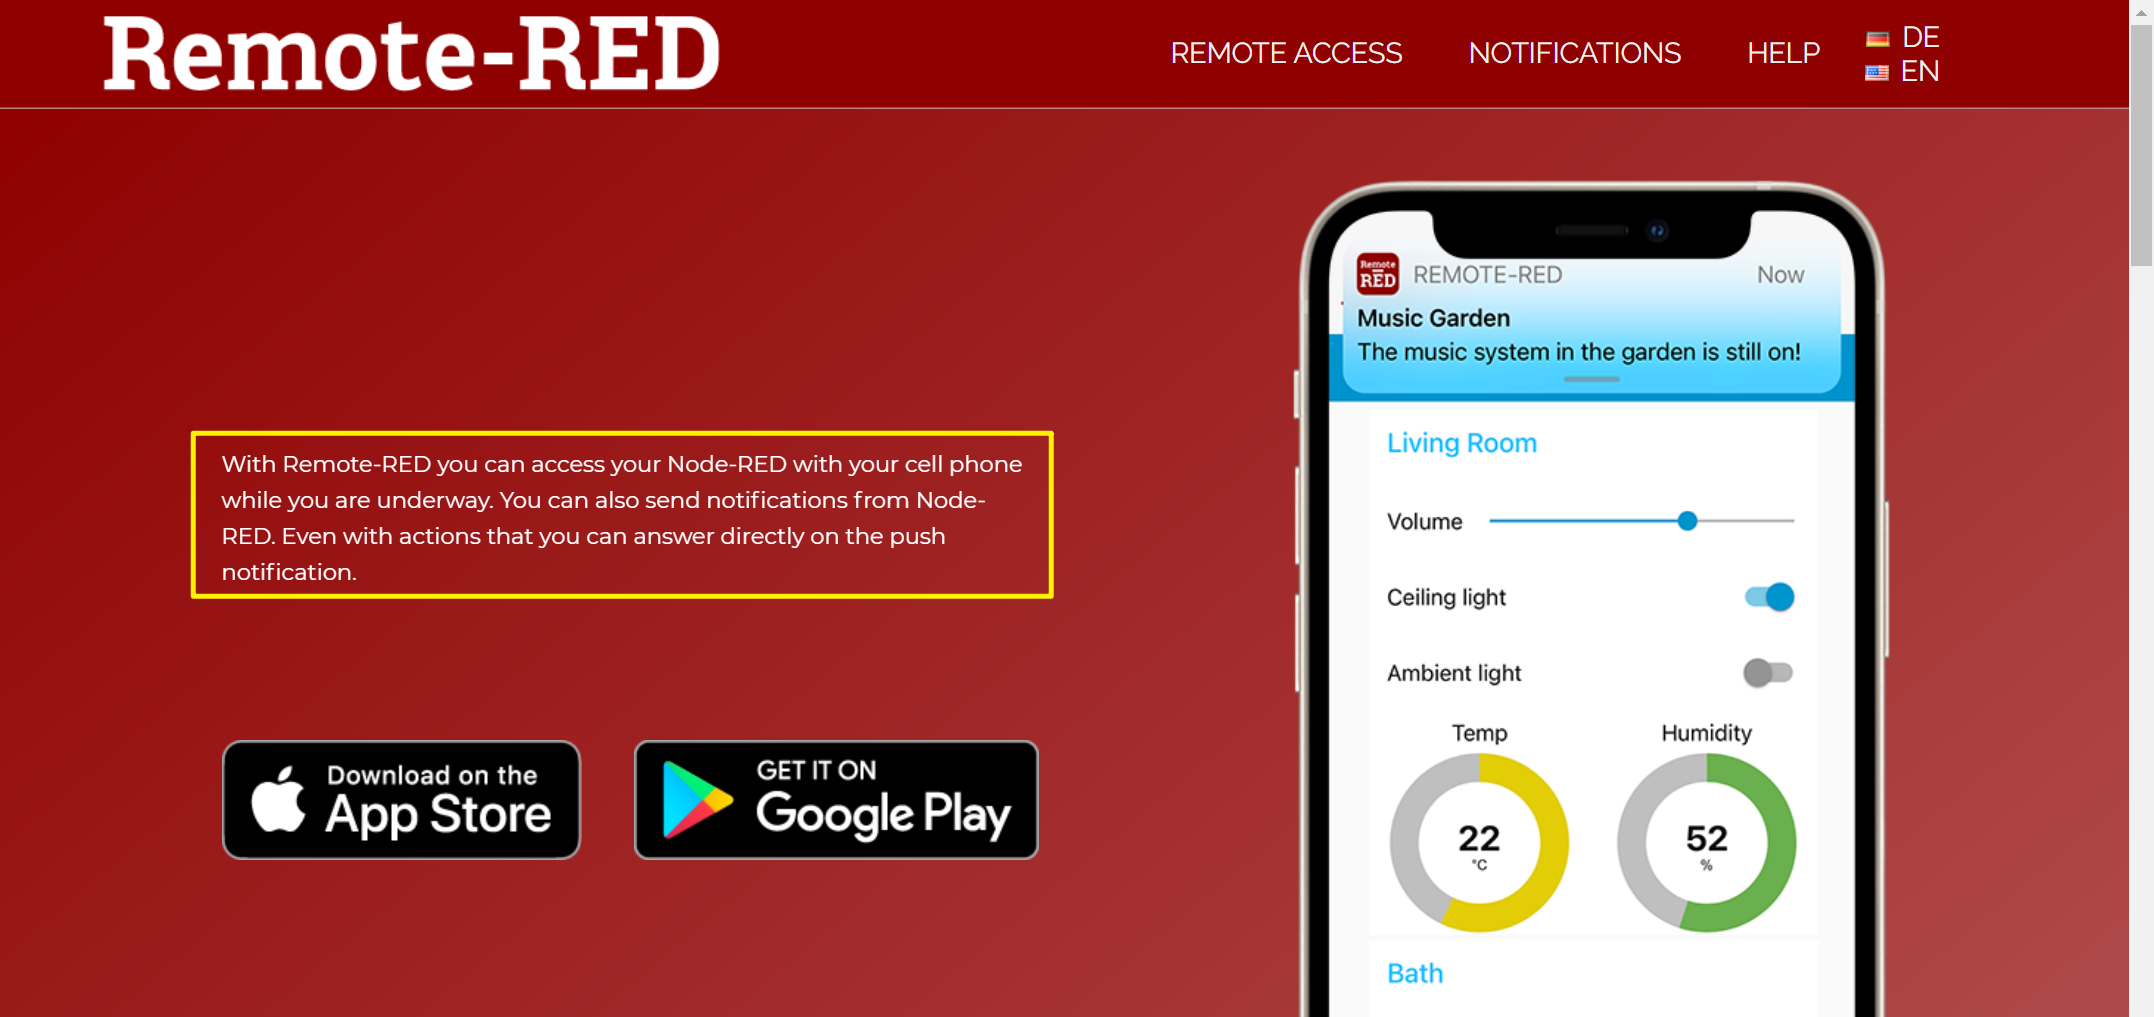 Remote-RED
REMOTE ACCESS
NOTIFICATIONS
HELP
DE
EN
With Remote-RED you can access your Node-RED with your cell phone
while you are underway. You can also send notifications from Node-
RED. Even with actions that you can answer directly on the push
notification.
Download on the
App Store
GET IT ON
Google Play
Remote
RED
REMOTE-RED
Now
Music Garden
The music system in the garden is still on!
Living Room
Volume
Ceiling light
Ambient light
Temp
Humidity
22
°C
52
%
Bath